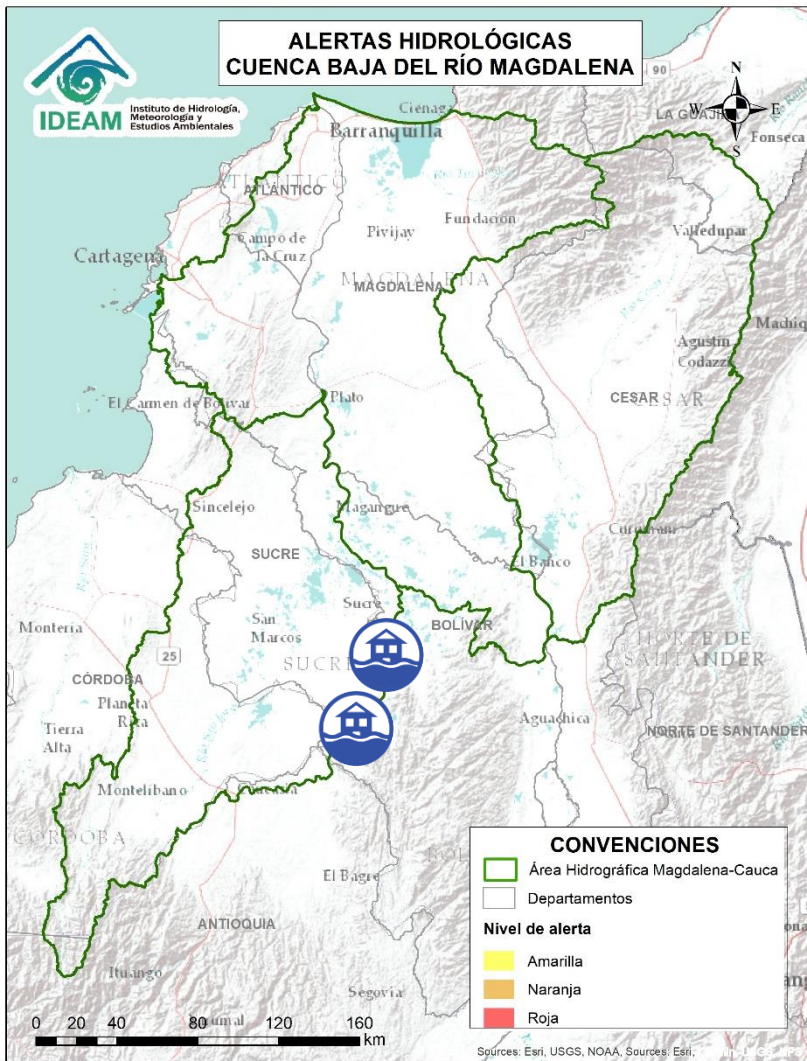 ALERTAS HIDROLÓGICAS
CUENCA BAJA DEL RÍO MAGDALENA
IDEAM
Instituto de Hidrología,
Meteorología y
Estudios Ambientales
N
W E
S
90
LA GUAJIRA
Fonseca
Ciénaga
Barranquilla
ATLÁNTICO
ATLÁNTICO
Fundación
Pivijay
Valledupar
Campo de
la Cruz
Cartagena
MAGDALENA
MAGDALENA
Agustín
Codazzi
CESAR
CESAR
Plato
El Carmen de Bolívar
Sincelejo
Magangue
SUCRE
El Banco
Sucre
San
Marcos
BOLÍVAR
SUCRE
Montería
25
NORTE DE
SANTANDER
CÓRDOBA
Planeta
Rica
Tierra
Alta
Aguachica
NORTE DE SANTANDER
Montelibano
CÓRDOBA
El Bagre
ANTIOQUIA
Ituango
Segovia
CONVENCIONES
Área Hidrográfica Magdalena-Cauca
Departamentos
Nivel de alerta
Amarilla
Naranja
Roja
0 20 40 80 120 160
km
Sources: Esri, USGS, NOAA, Sources: Esri,